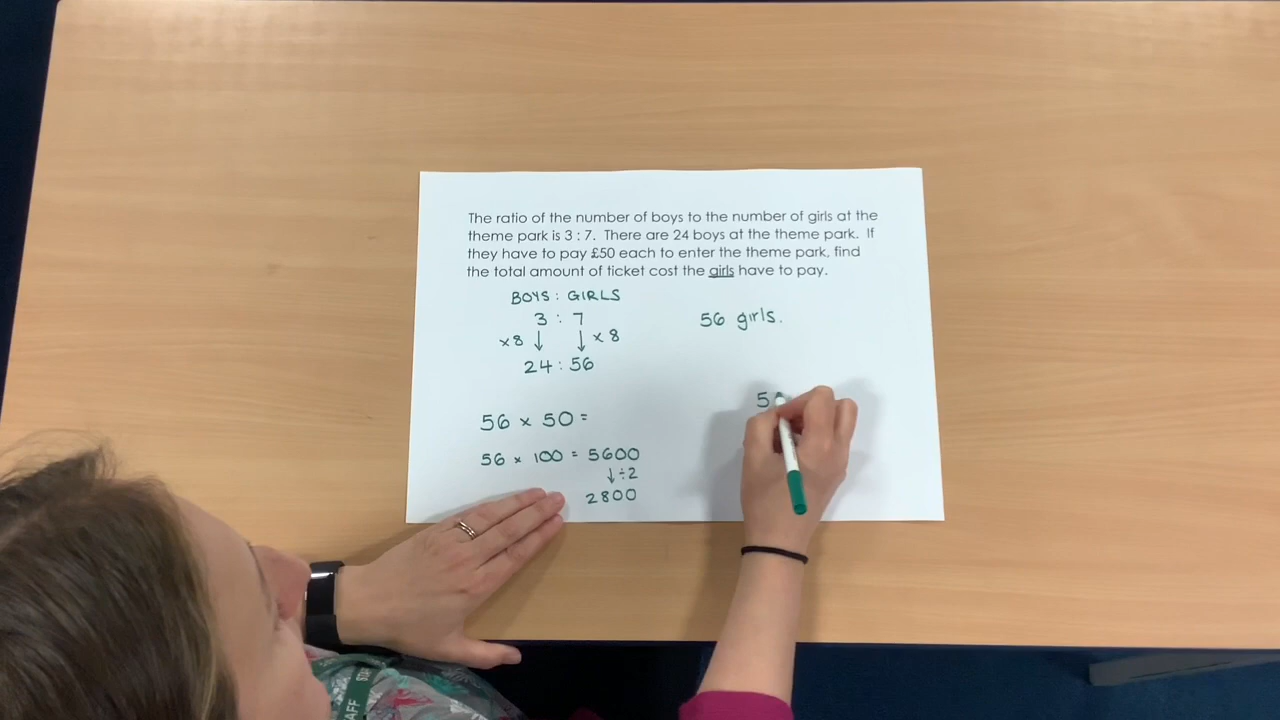 The ratio of the number of boys to the number of girls at the
theme park is 3 : 7. There are 24 boys at the theme park. If
they have to pay £50 each to enter the theme park, find
the total amount of ticket cost the girls have to pay.
BOYS : GIRLS
3 : 7
56 girls.
×8 ↓ ↓ ×8
24 : 56
5
56 × 50 =
56 × 100 = 5600
↓÷2
2800